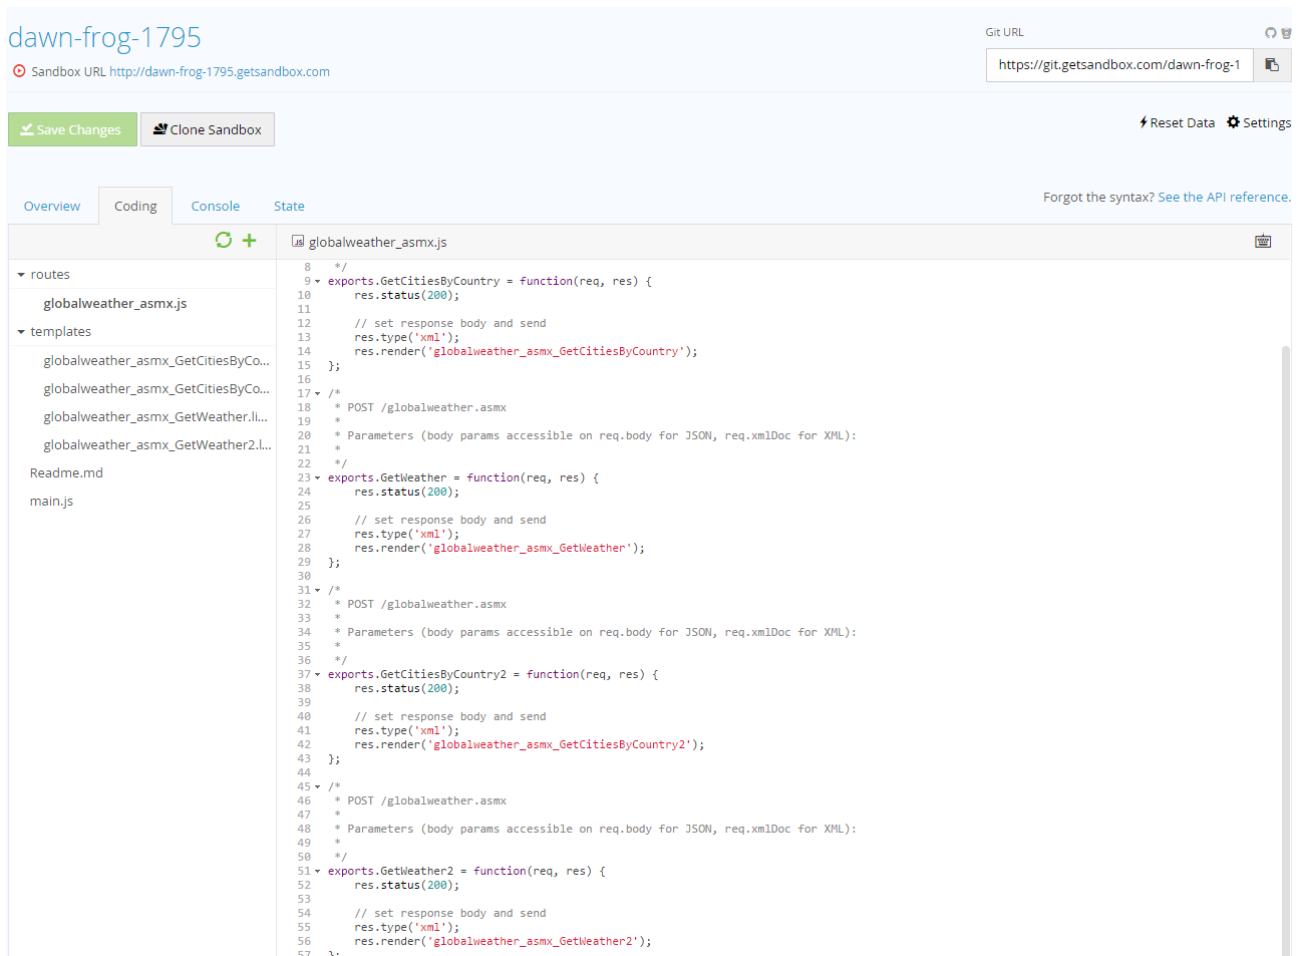 dawn-frog-1795
Git URL
Sandbox URL http://dawn-frog-1795.getsandbox.com
https://git.getsandbox.com/dawn-frog-1
Save Changes
Clone Sandbox
Reset Data
Settings
Overview
Coding
Console
State
Forgot the syntax? See the API reference.
globalweather_asmx.js
routes
globalweather_asmx.js
templates
globalweather_asmx_GetCitiesByCo...
globalweather_asmx_GetCitiesByCo...
globalweather_asmx_GetWeather.li...
globalweather_asmx_GetWeather2.l...
Readme.md
main.js
8 */
9 exports.GetCitiesByCountry = function(req, res) {
10 res.status(200);
11
12 // set response body and send
13 res.type('xml');
14 res.render('globalweather_asmx_GetCitiesByCountry');
15 };
16
17 /*
18 * POST /globalweather.asmx
19 *
20 * Parameters (body params accessible on req.body for JSON, req.xmlDoc for XML):
21 *
22 */
23 exports.GetWeather = function(req, res) {
24 res.status(200);
25
26 // set response body and send
27 res.type('xml');
28 res.render('globalweather_asmx_GetWeather');
29 };
30
31 /*
32 * POST /globalweather.asmx
33 *
34 * Parameters (body params accessible on req.body for JSON, req.xmlDoc for XML):
35 *
36 */
37 exports.GetCitiesByCountry2 = function(req, res) {
38 res.status(200);
39
40 // set response body and send
41 res.type('xml');
42 res.render('globalweather_asmx_GetCitiesByCountry2');
43 };
44
45 /*
46 * POST /globalweather.asmx
47 *
48 * Parameters (body params accessible on req.body for JSON, req.xmlDoc for XML):
49 *
50 */
51 exports.GetWeather2 = function(req, res) {
52 res.status(200);
53
54 // set response body and send
55 res.type('xml');
56 res.render('globalweather_asmx_GetWeather2');
57 };